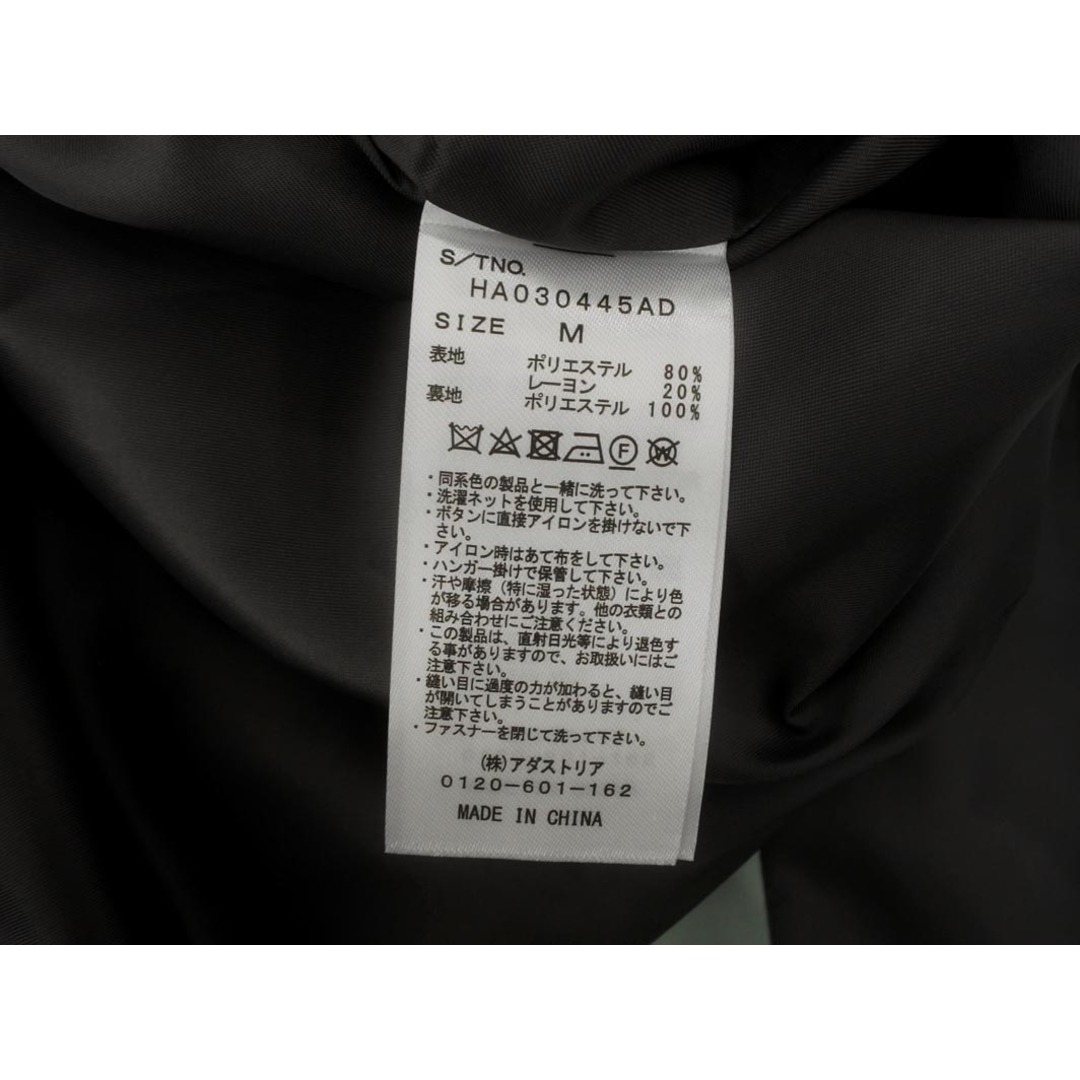 S/TNO.
HA030445AD
SIZE M
表地 ポリエステル 80%
レーヨン 20%
裏地 ポリエステル 100%
F W
・同系色の製品と一緒に洗って下さい。
・洗濯ネットを使用して下さい。
・ボタンに直接アイロンを掛けないで下
さい。
・アイロン時はあて布をして下さい。
・ハンガー掛けで保管して下さい。
・汗や摩擦（特に湿った状態）により色
が移る場合があります。他の衣類との
組み合わせにご注意ください。
・この製品は、直射日光等により退色す
る事がありますので、お取扱いにはご
注意下さい。
・縫い目に過度の力が加わると、縫い目
が開いてしまうことがありますのでご
注意下さい。
・ファスナーを閉じて洗って下さい。
(株)アダストリア
0120-601-162
MADE IN CHINA